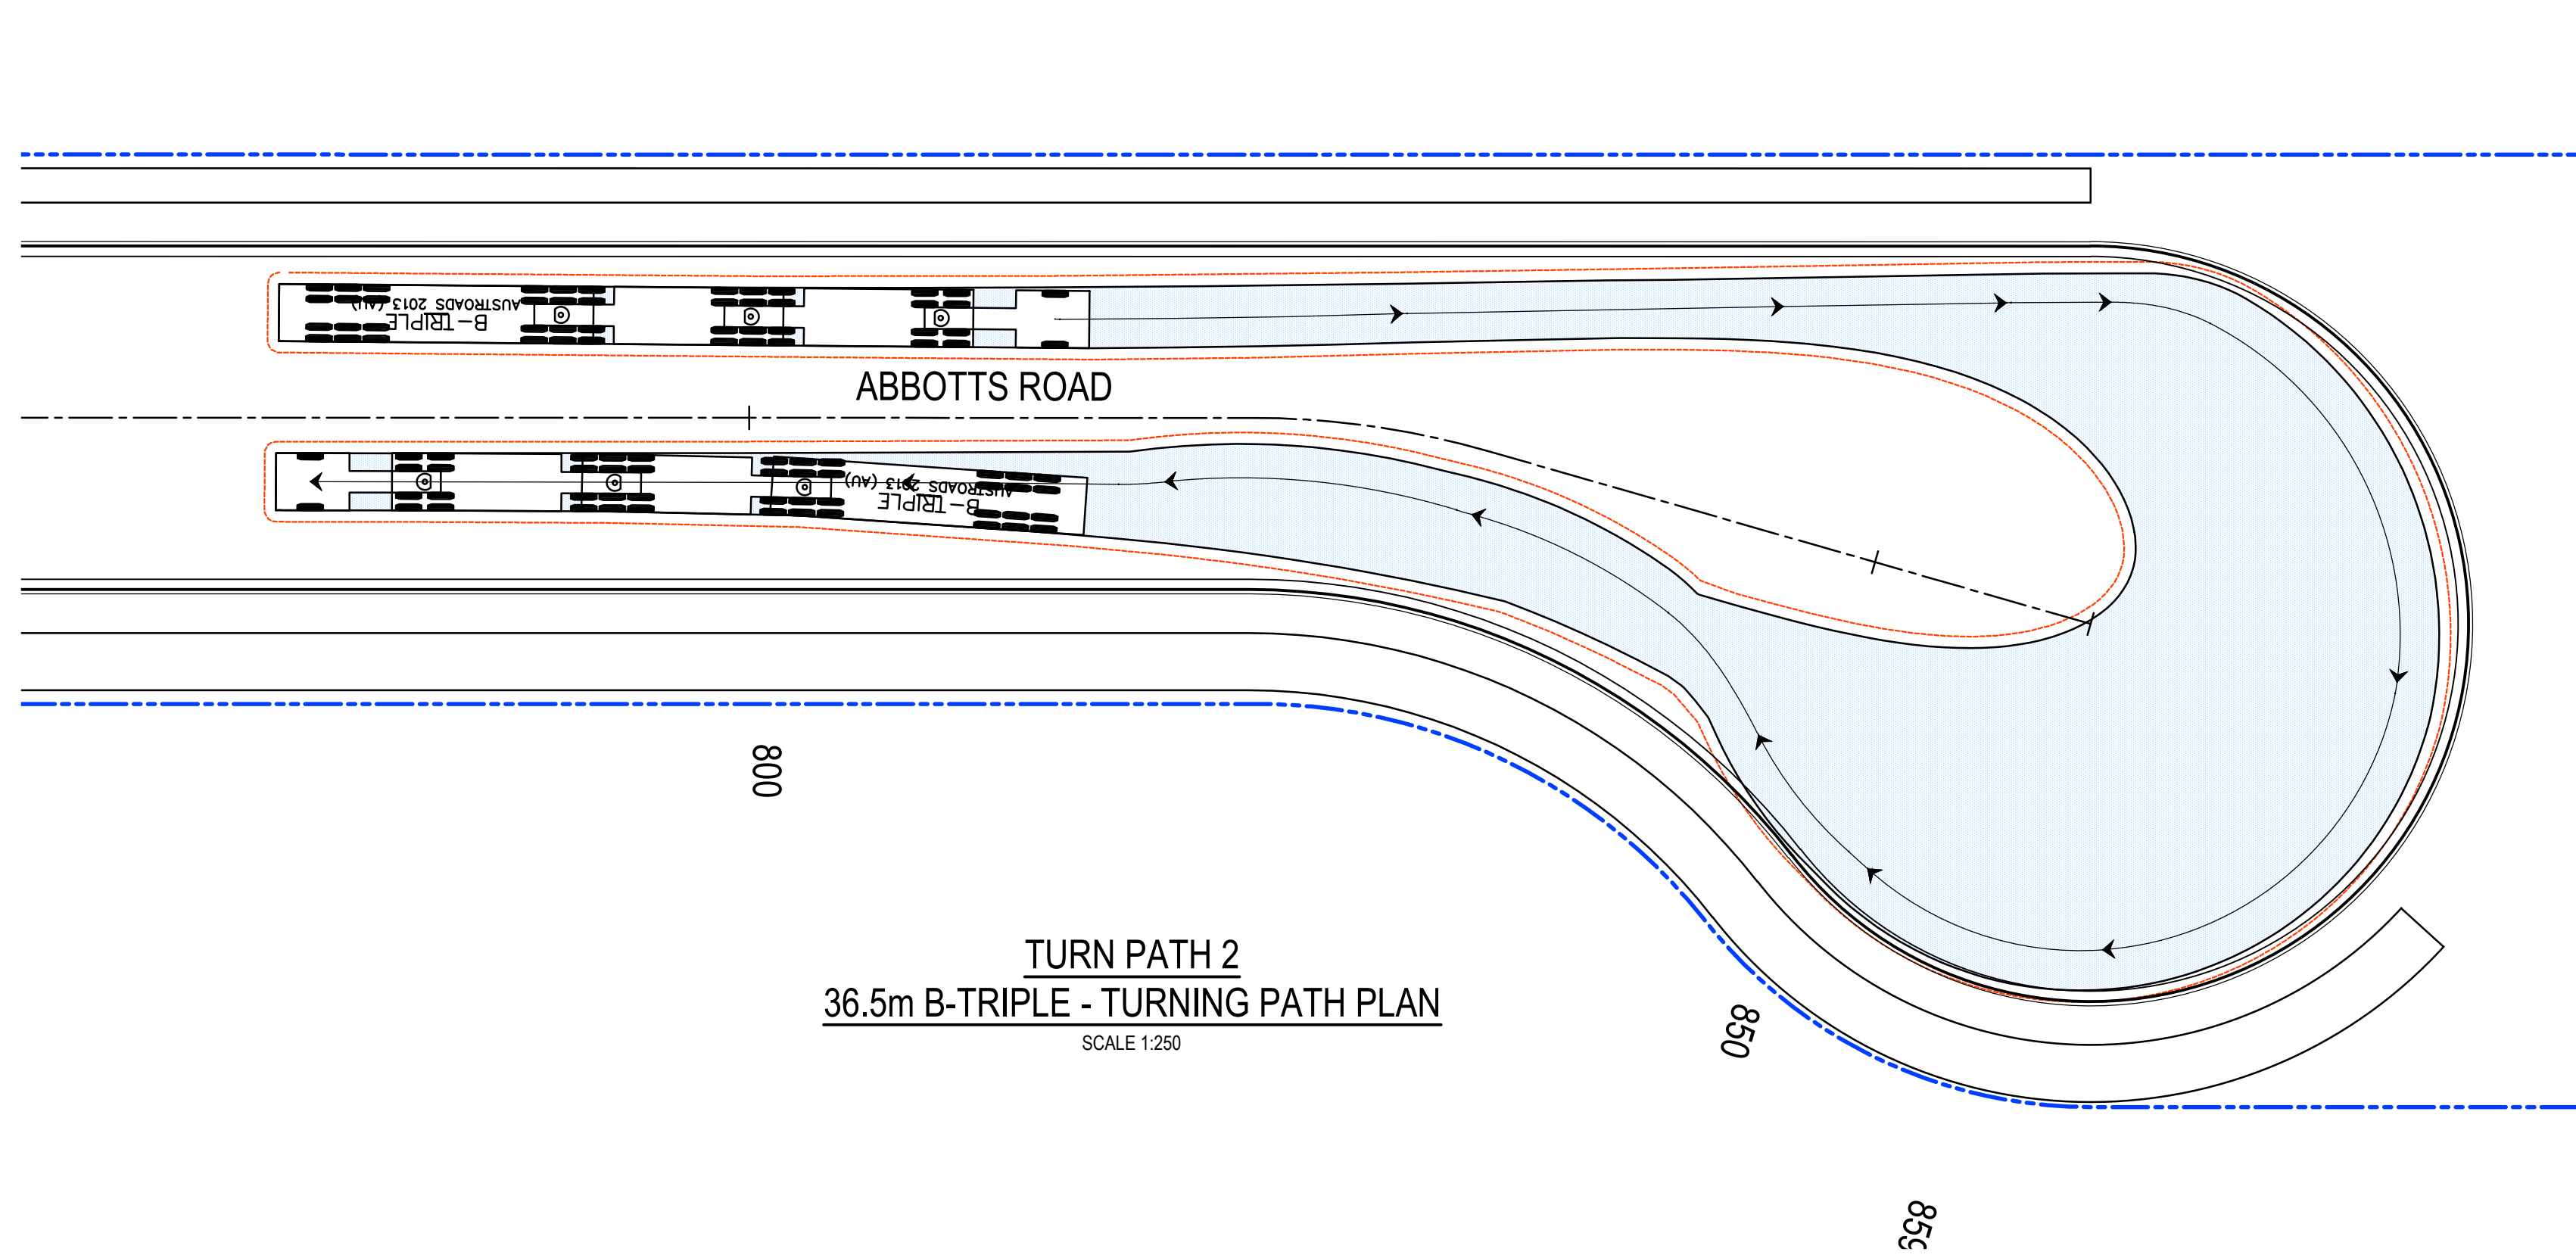 AUSTROADS 2013 (AU)
B-TRIPLE
ABBOTTS ROAD
AUSTROADS 2013 (AU)
B-TRIPLE
800
TURN PATH 2
36.5m B-TRIPLE - TURNING PATH PLAN
SCALE 1:250
850
859